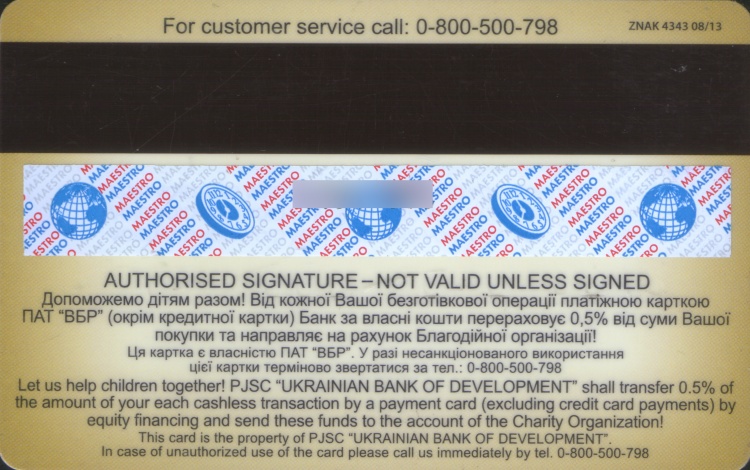 For customer service call: 0-800-500-798
ZNAK 4343 08/13
MAESTRO MAESTRO MAESTRO MAESTRO MAESTRO
AUTHORISED SIGNATURE – NOT VALID UNLESS SIGNED
Допоможемо дітям разом! Від кожної Вашої безготівкової операції платіжною карткою
ПАТ “ВБР” (окрім кредитної картки) Банк за власні кошти перераховує 0,5% від суми Вашої
покупки та направляє на рахунок Благодійної організації!
Ця картка є власністю ПАТ “ВБР”. У разі несанкціонованого використання
цієї картки терміново звертатися за тел.: 0-800-500-798
Let us help children together! PJSC “UKRAINIAN BANK OF DEVELOPMENT” shall transfer 0.5% of
the amount of your each cashless transaction by a payment card (excluding credit card payments) by
equity financing and send these funds to the account of the Charity Organization!
This card is the property of PJSC “UKRAINIAN BANK OF DEVELOPMENT”.
In case of unauthorized use of the card please call us immediately by tel. 0-800-500-798